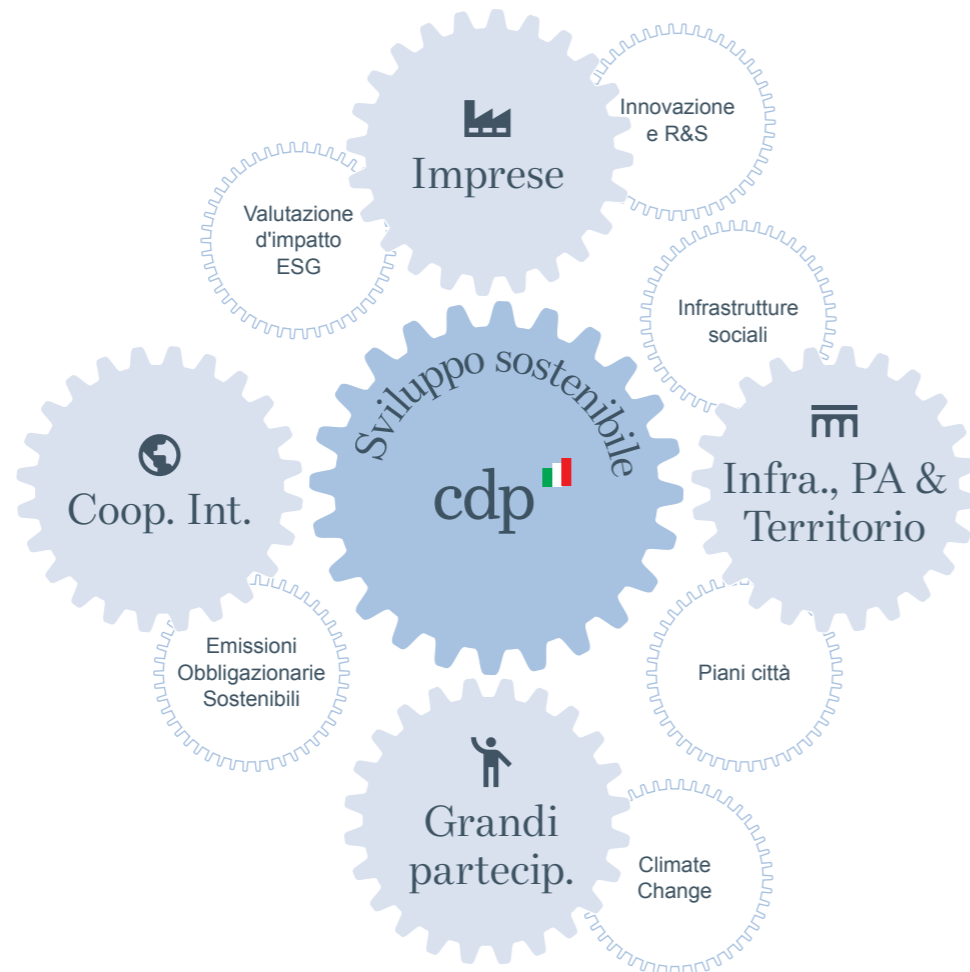 Innovazione
e R&S
Imprese
Valutazione
d'impatto
ESG
Infrastrutture
sociali
Sviluppo sostenibile
cdp
Coop. Int.
Infra., PA &
Territorio
Emissioni
Obbligazionarie
Sostenibili
Piani città
Grandi
partecip.
Climate
Change